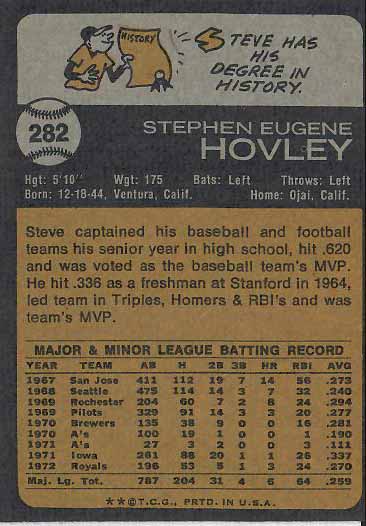 HISTORY
STEVE HAS
HIS
DEGREE IN
HISTORY.
282
STEPHEN EUGENE
HOVLEY
Hgt: 5'10" Wgt: 175 Bats: Left Throws: Left
Born: 12-18-44, Ventura, Calif. Home: Ojai, Calif.
Steve captained his baseball and football
teams his senior year in high school, hit .620
and was voted as the baseball team's MVP.
He hit .336 as a freshman at Stanford in 1964,
led team in Triples, Homers & RBI's and was
team's MVP.
MAJOR & MINOR LEAGUE BATTING RECORD
YEAR TEAM AB H 2B 3B HR RBI AVG
1967 San Jose 411 112 19 7 14 56 .273
1968 Seattle 475 114 14 3 7 32 .240
1969 Rochester 204 60 7 2 8 24 .294
1969 Pilots 329 91 14 3 3 20 .277
1970 Brewers 135 38 9 0 0 16 .281
1970 A's 100 19 1 0 0 1 .190
1971 A's 27 3 2 0 0 3 .111
1971 Iowa 261 88 20 1 1 26 .337
1972 Royals 196 53 5 1 3 24 .270
Maj. Lg. Tot. 787 204 31 4 6 64 .259
**©T.C.G., PRTD. IN U.S.A.